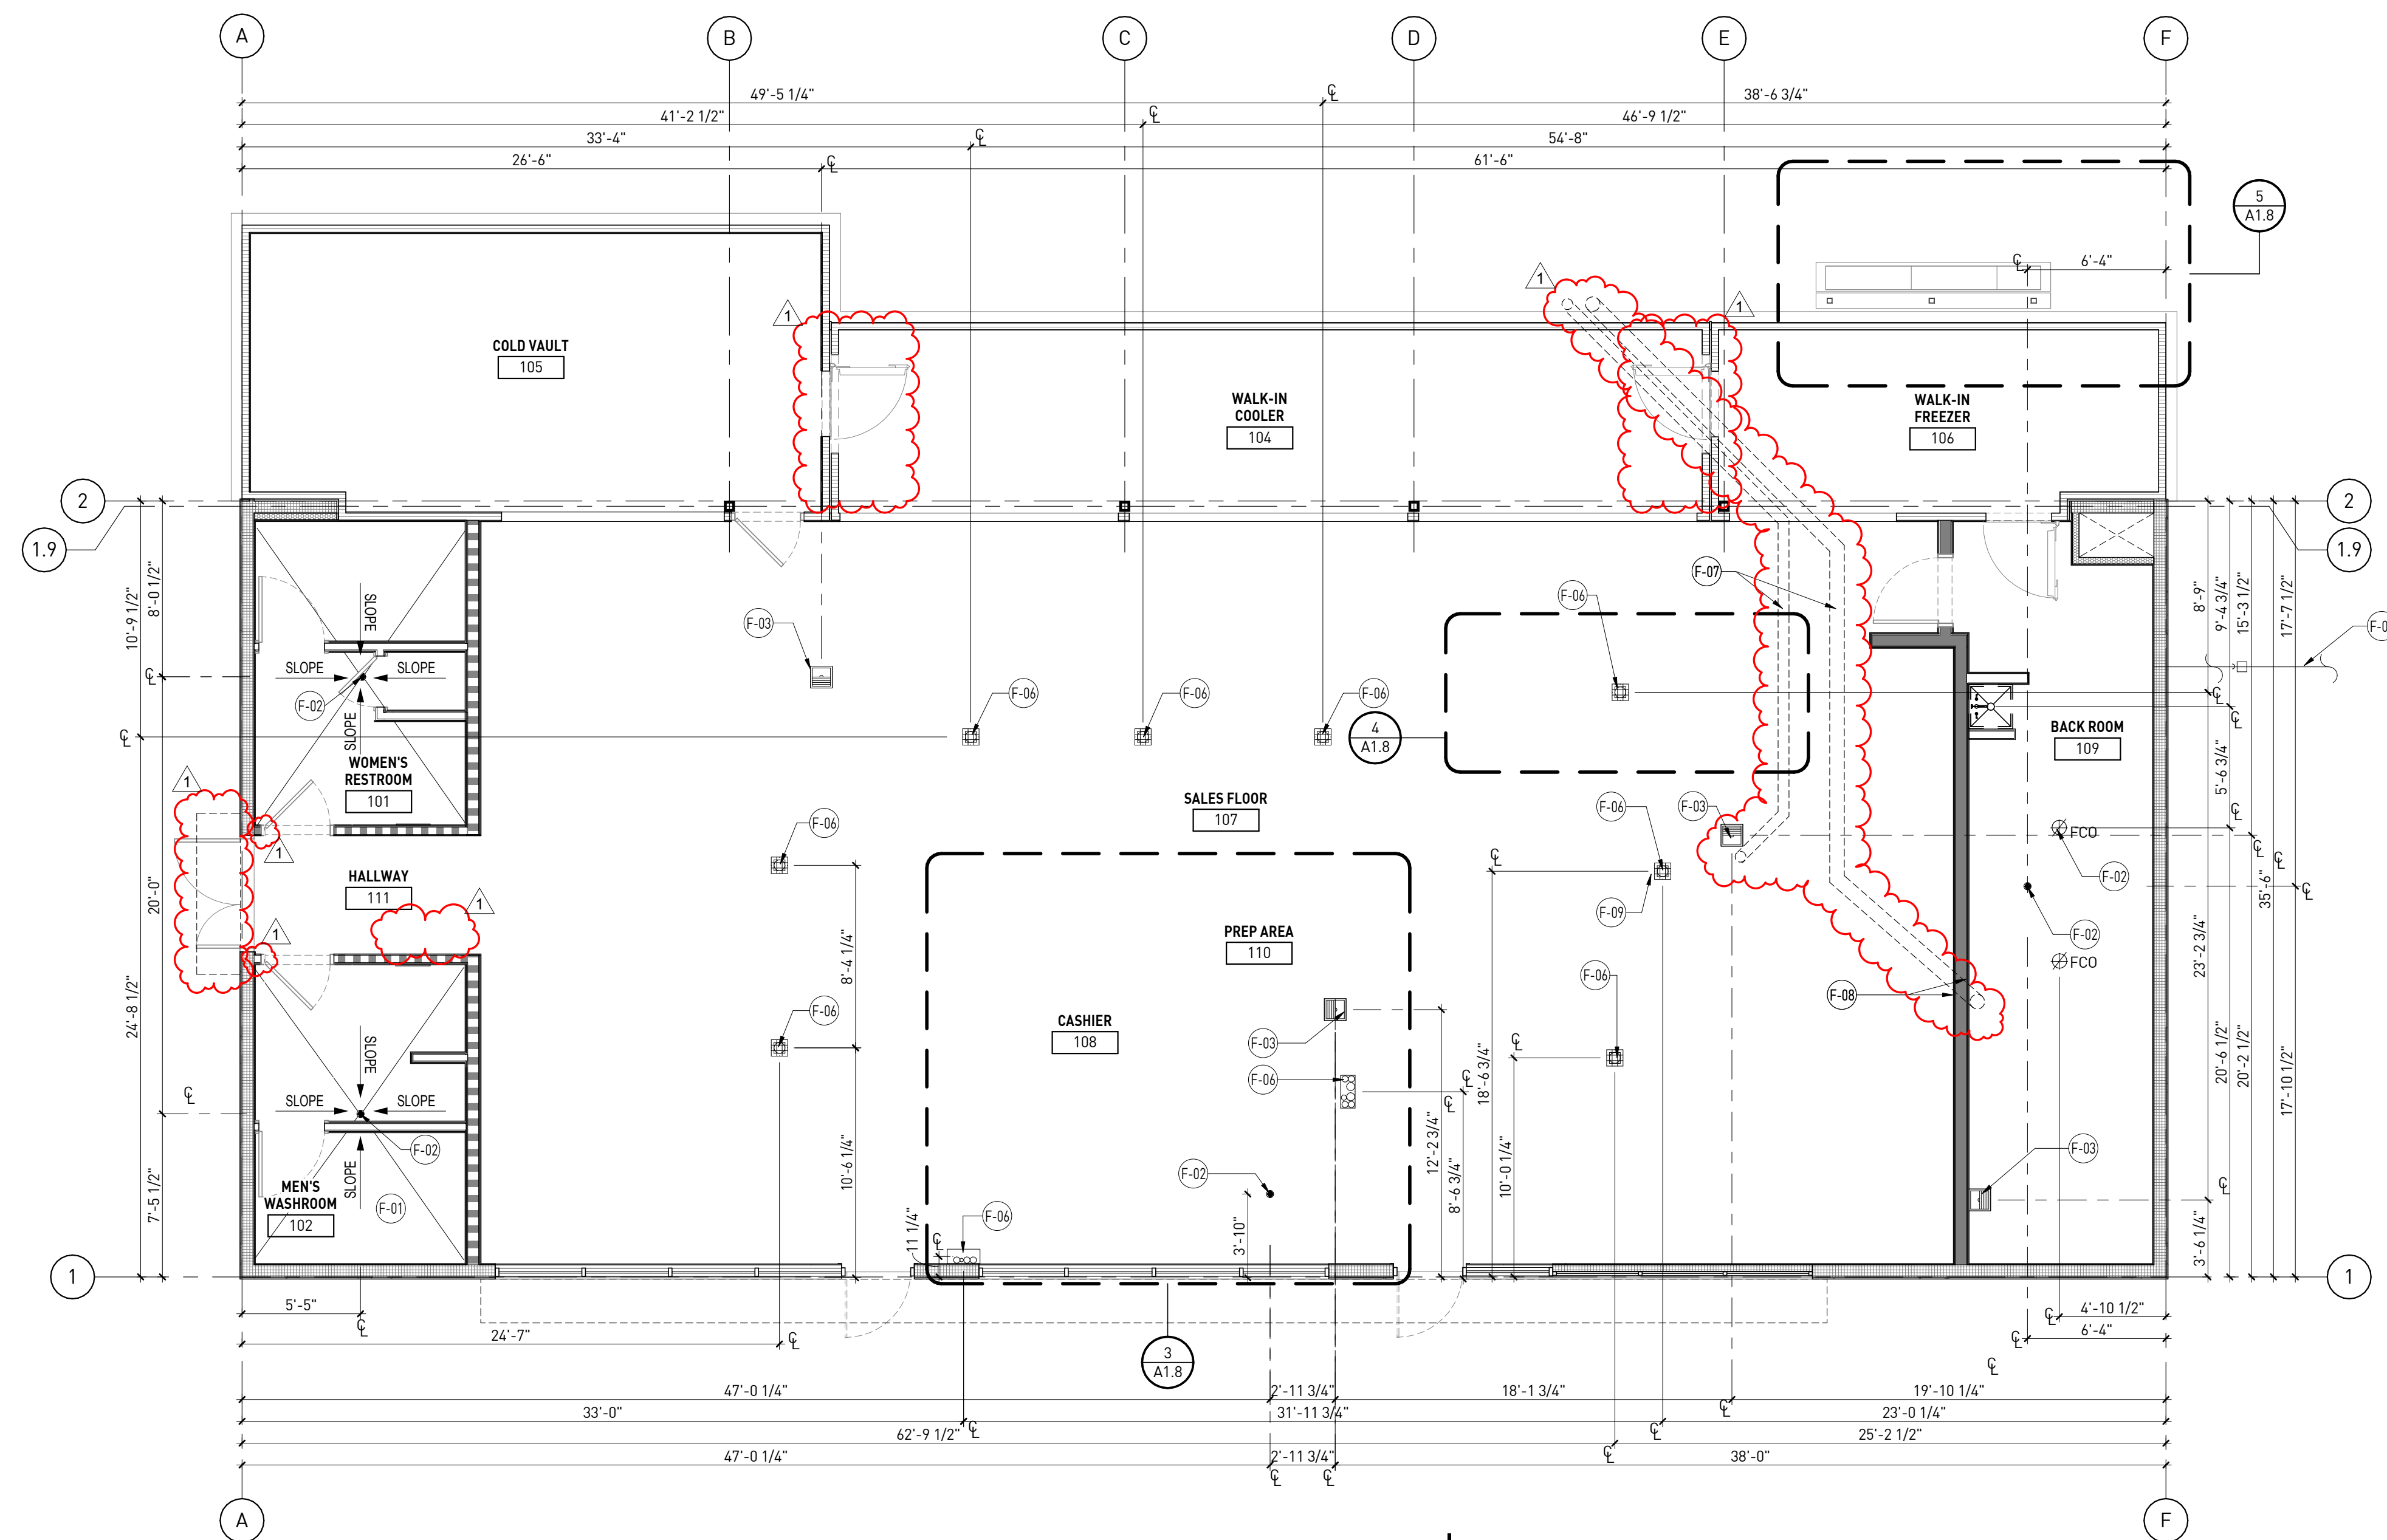 A
B
C
D
E
F
49'-5 1/4"
℄
38'-6 3/4"
41'-2 1/2"
℄
46'-9 1/2"
33'-4"
℄
54'-8"
26'-6"
℄
61'-6"
5
A1.8
℄
6'-4"
1
1
1
COLD VAULT
105
WALK-IN
COOLER
104
WALK-IN
FREEZER
106
2
2
1.9
1.9
10'-9 1/2"
8'-0 1/2"
SLOPE
F-07
F-06
F-03
8'-9"
9'-4 3/4"
15'-3 1/2"
17'-7 1/2"
℄
SLOPE
SLOPE
F-02
SLOPE
F-06
F-06
F-06
℄
℄
℄
4
A1.8
BACK ROOM
109
WOMEN'S
RESTROOM
101
1
5'-6 3/4"
SALES FLOOR
107
F-06
F-06
F-03
FCO
℄
1
℄
℄
℄
HALLWAY
111
1
1
℄
F-02
35'-6"
20'-0"
24'-8 1/2"
8'-4 1/4"
F-09
PREP AREA
110
F-02
FCO
23'-2 3/4"
F-06
F-08
F-06
CASHIER
108
F-03
F-06
℄
℄
℄
18'-6 3/4"
20'-6 1/2"
20'-2 1/2"
17'-10 1/2"
℄
SLOPE
SLOPE
SLOPE
F-02
SLOPE
12'-2 3/4"
8'-6 3/4"
10'-0 1/4"
F-03
7'-5 1/2"
MEN'S
WASHROOM
102
F-01
10'-6 1/4"
F-02
℄
F-06
11 1/4"
℄
3'-10"
3'-6 1/4"
1
1
5'-5"
℄
24'-7"
℄
3
A1.8
℄
4'-10 1/2"
℄
6'-4"
℄
47'-0 1/4"
2'-11 3/4"
18'-1 3/4"
℄
19'-10 1/4"
33'-0"
℄
31'-11 3/4"
℄
23'-0 1/4"
62'-9 1/2"
℄
25'-2 1/2"
47'-0 1/4"
2'-11 3/4"
38'-0"
℄
℄
A
F